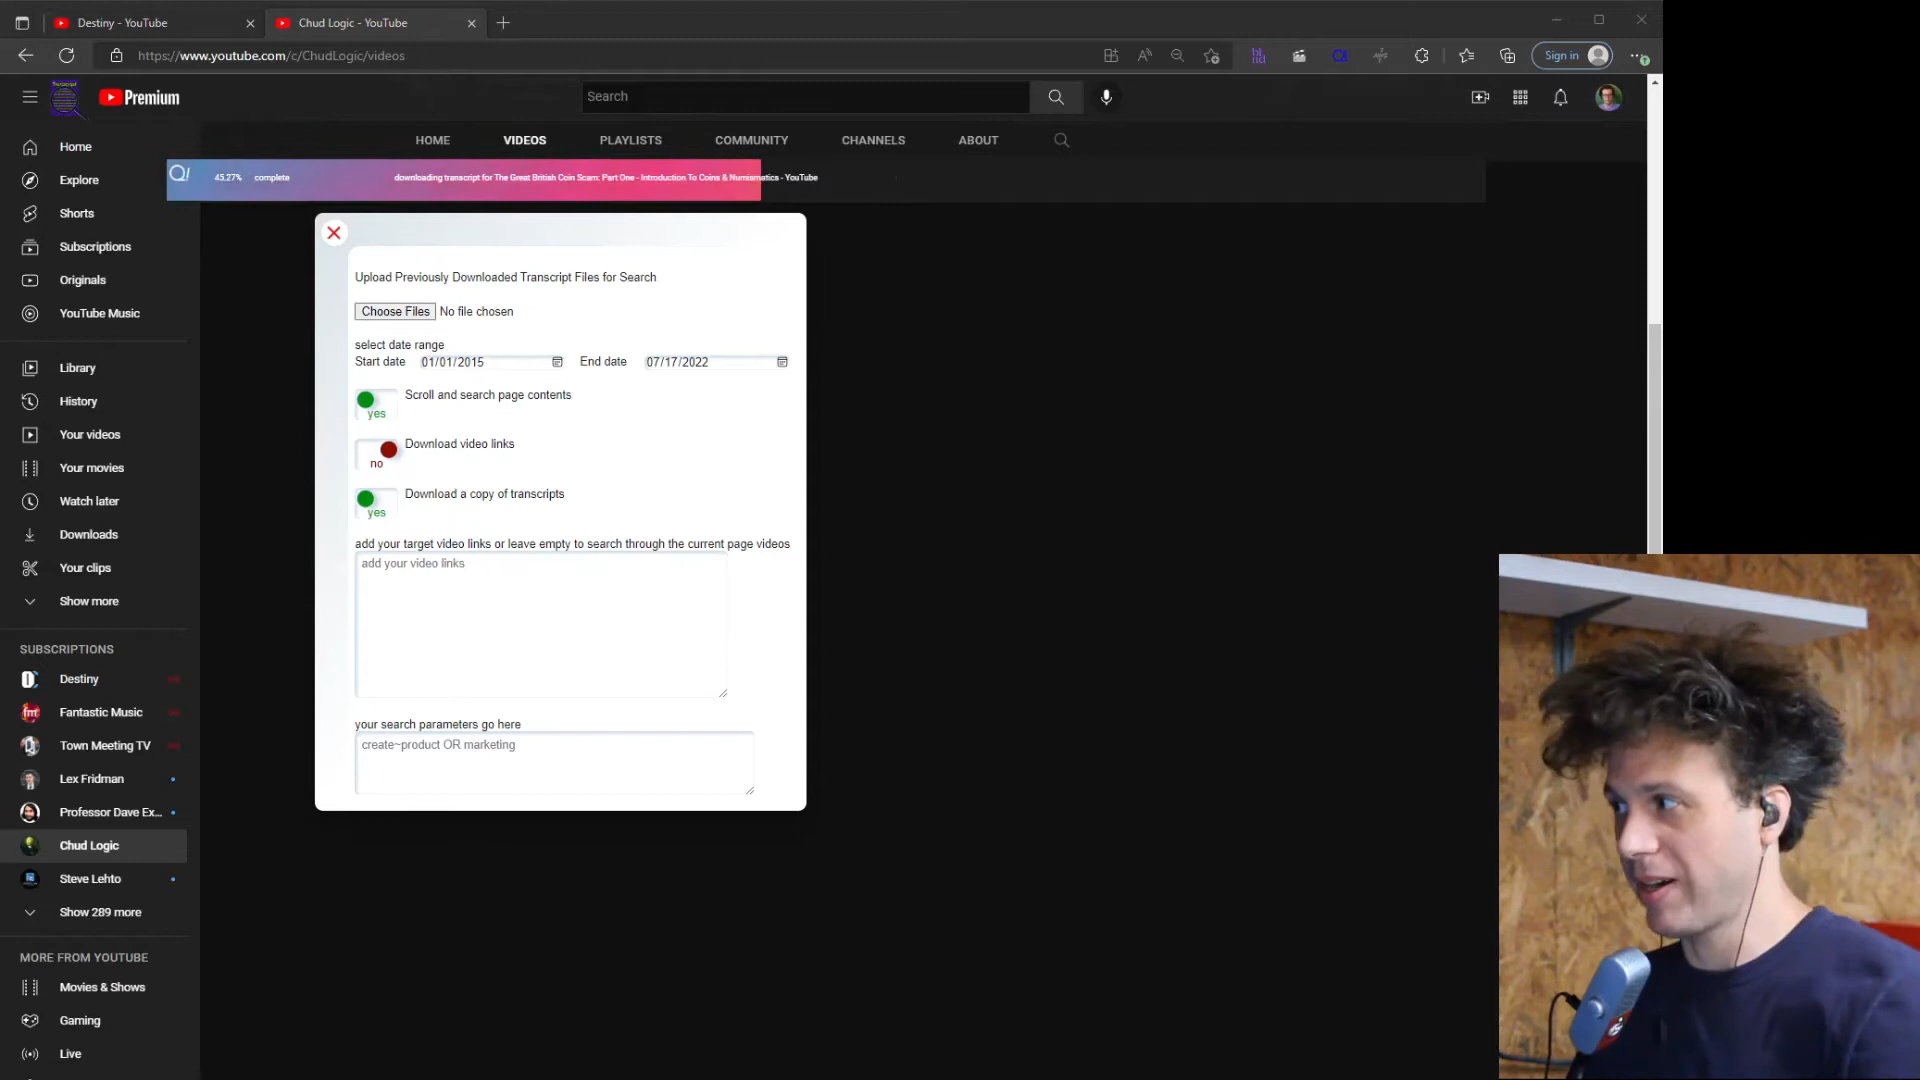 Destiny - YouTube
Chud Logic - YouTube
https://www.youtube.com/c/ChudLogic/videos
Sign in
Premium
Search
HOME VIDEOS PLAYLISTS COMMUNITY CHANNELS ABOUT
43.27% complete downloading transcript for The Great British Coin Scam: Part One - Introduction To Coins & Numismatics - YouTube
Home
Explore
Shorts
Subscriptions
Originals
YouTube Music
Library
History
Your videos
Your movies
Watch later
Downloads
Your clips
Show more
SUBSCRIPTIONS
Destiny
Fantastic Music
Town Meeting TV
Lex Fridman
Professor Dave Ex...
Chud Logic
Steve Lehto
Show 289 more
MORE FROM YOUTUBE
Movies & Shows
Gaming
Live
Upload Previously Downloaded Transcript Files for Search
Choose Files No file chosen
select date range
Start date 01/01/2015 End date 07/17/2022
Scroll and search page contents
yes
Download video links
no
Download a copy of transcripts
yes
add your target video links or leave empty to search through the current page videos
add your video links
your search parameters go here
create~product OR marketing